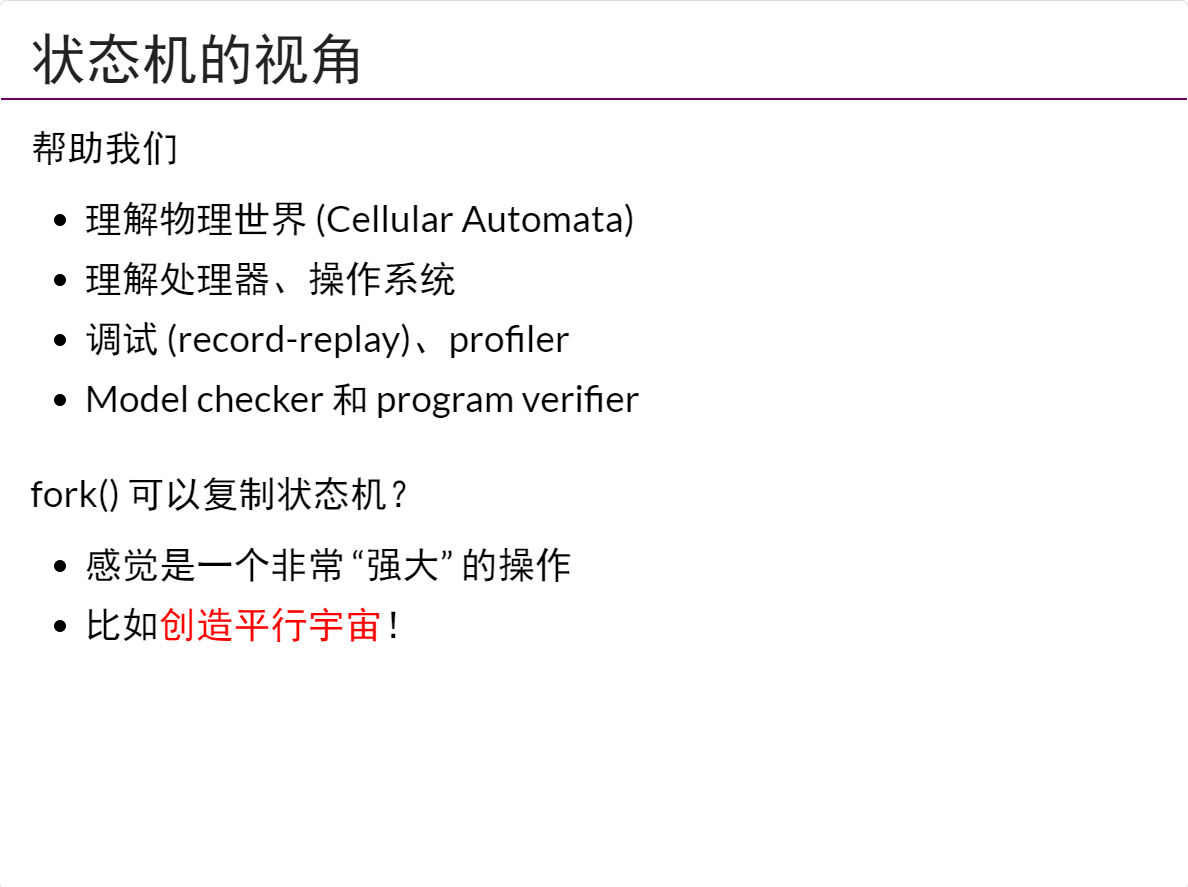 状态机的视角
帮助我们
理解物理世界 (Cellular Automata)
理解处理器、操作系统
调试 (record-replay)、profiler
Model checker 和 program verifier
fork() 可以复制状态机？
感觉是一个非常 “强大” 的操作
比如创造平行宇宙！